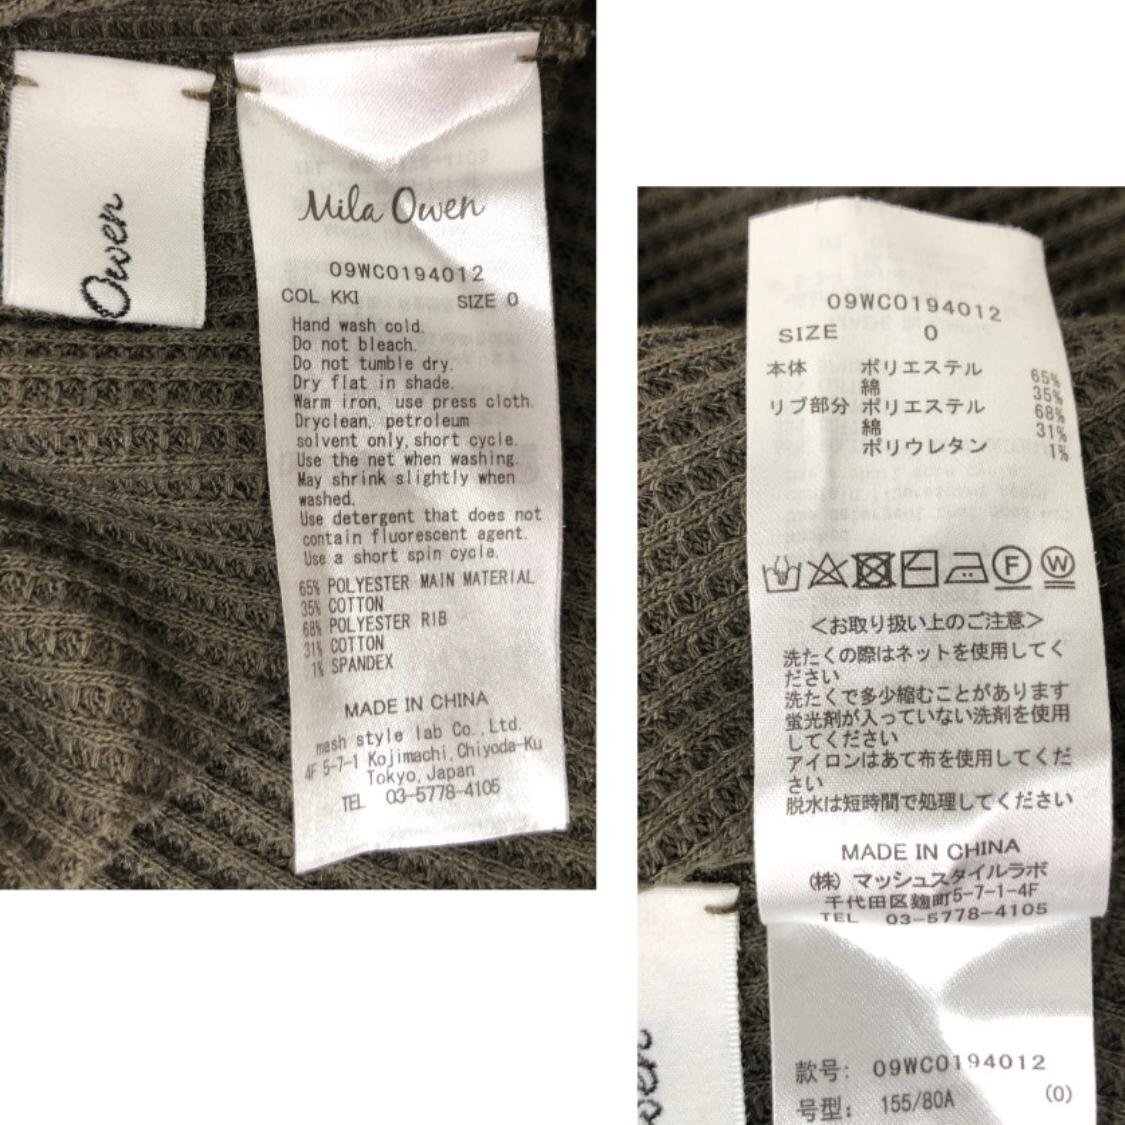 Owen
Mila Owen
09WCO194012
COL KKI SIZE 0
Hand wash cold.
Do not bleach.
Do not tumble dry.
Dry flat in shade.
Warm iron, use press cloth.
Dryclean, petroleum
solvent only,short cycle.
Use the net when washing.
May shrink slightly when
washed.
Use detergent that does not
contain fluorescent agent.
Use a short spin cycle.
65% POLYESTER MAIN MATERIAL
35% COTTON
68% POLYESTER RIB
31% COTTON
1% SPANDEX
MADE IN CHINA
mash style lab Co.,Ltd.
4F 5-7-1 Kojimachi,Chiyoda-Ku
Tokyo,Japan
TEL 03-5778-4105
09WCO194012
SIZE 0
本体 ポリエステル 65%
綿 35%
リブ部分 ポリエステル 68%
綿 31%
ポリウレタン 1%
F W
<お取り扱い上のご注意>
洗たくの際はネットを使用してく
ださい
洗たくで多少縮むことがあります
蛍光剤が入っていない洗剤を使用
してください
アイロンはあて布を使用してくだ
さい
脱水は短時間で処理してください
MADE IN CHINA
(株) マッシュスタイルラボ
千代田区麹町5-7-1-4F
TEL 03-5778-4105
款号: 09WCO194012
号型: 155/80A (0)